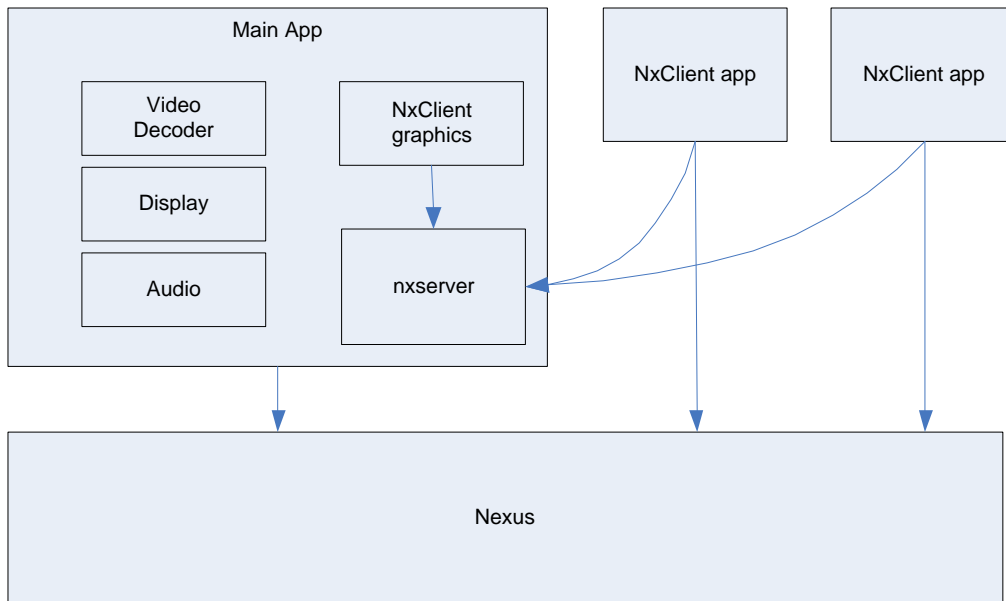 Main App
NxClient app
NxClient app
Video
Decoder
NxClient
graphics
Display
Audio
nxserver
Nexus